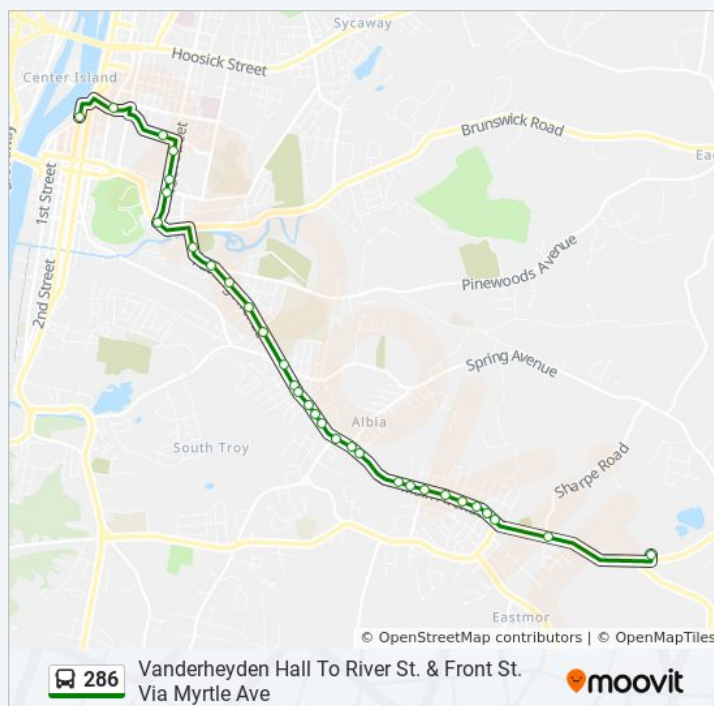 Sycaway
Hoosick Street
Center Island
Brunswick Road
1st Street
Pinewoods Avenue
2nd Street
Spring Avenue
Albia
South Troy
Sharpe Road
Eastmor
© OpenStreetMap contributors | © OpenMapTiles
286
Vanderheyden Hall To River St. & Front St.
Via Myrtle Ave
moovit